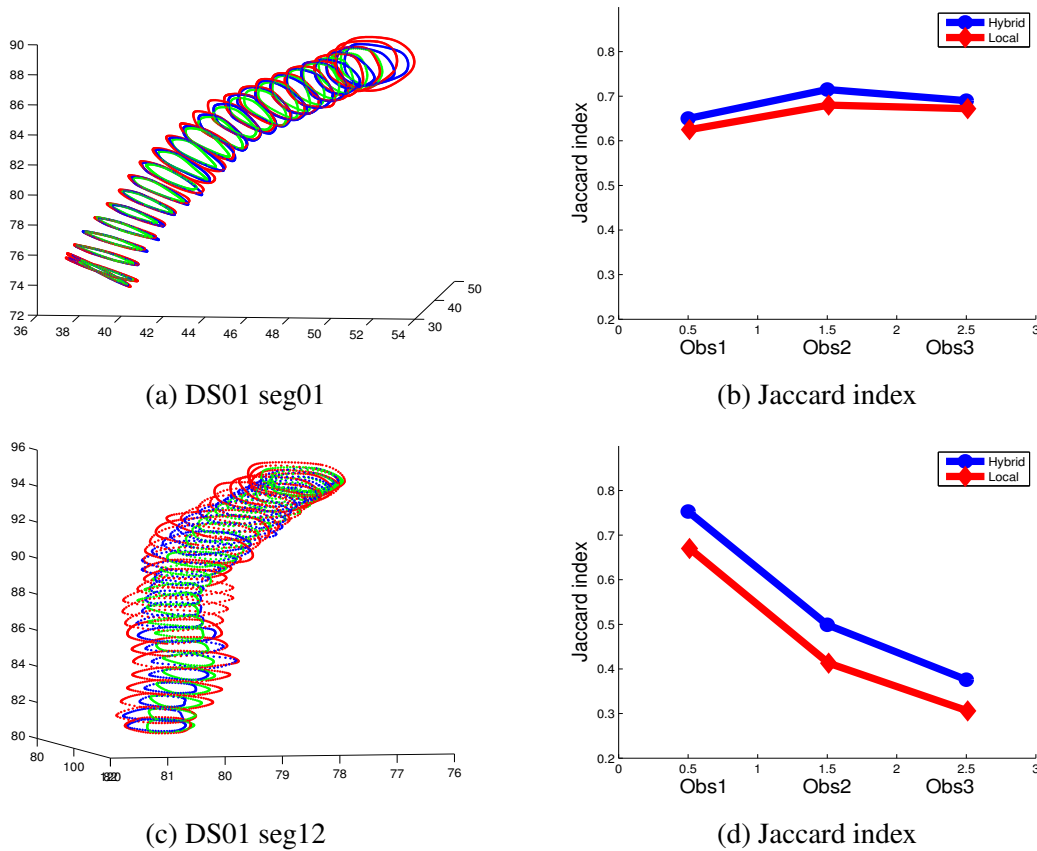 90
88
86
84
82
80
78
76
74
72
36 38 40 42 44 46 48 50 52 54
30
40
50
(a) DS01 seg01
Hybrid
Local
Jaccard index
0.8
0.7
0.6
0.5
0.4
0.3
0.2
0 0.5 1 1.5 2 2.5 3
Obs1 Obs2 Obs3
(b) Jaccard index
96
94
92
90
88
86
84
82
80
80
100
81 80 79 78 77 76
(c) DS01 seg12
Hybrid
Local
Jaccard index
0.8
0.7
0.6
0.5
0.4
0.3
0.2
0 0.5 1 1.5 2 2.5 3
Obs1 Obs2 Obs3
(d) Jaccard index